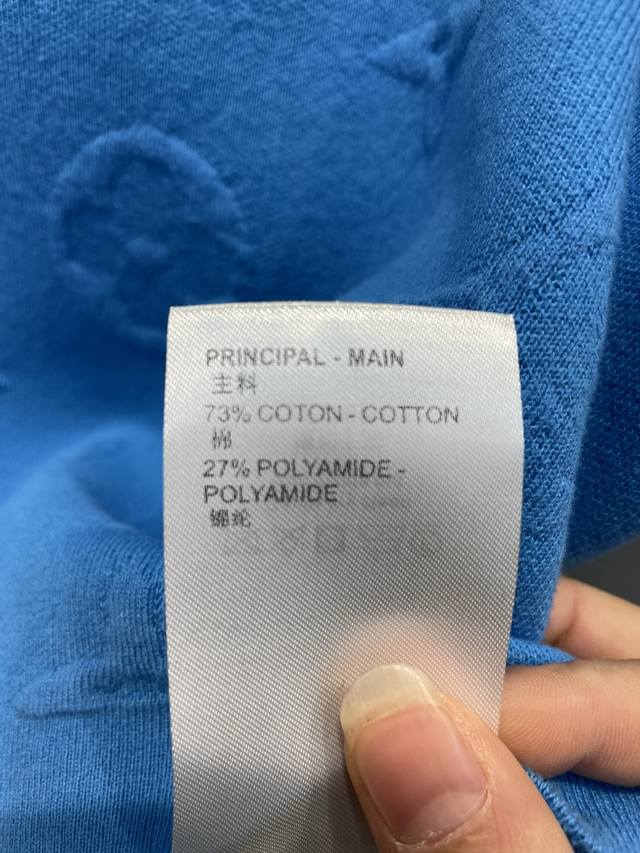 PRINCIPAL - MAIN
主料
73% COTON - COTTON
棉
27% POLYAMIDE -
POLYAMIDE
锦纶